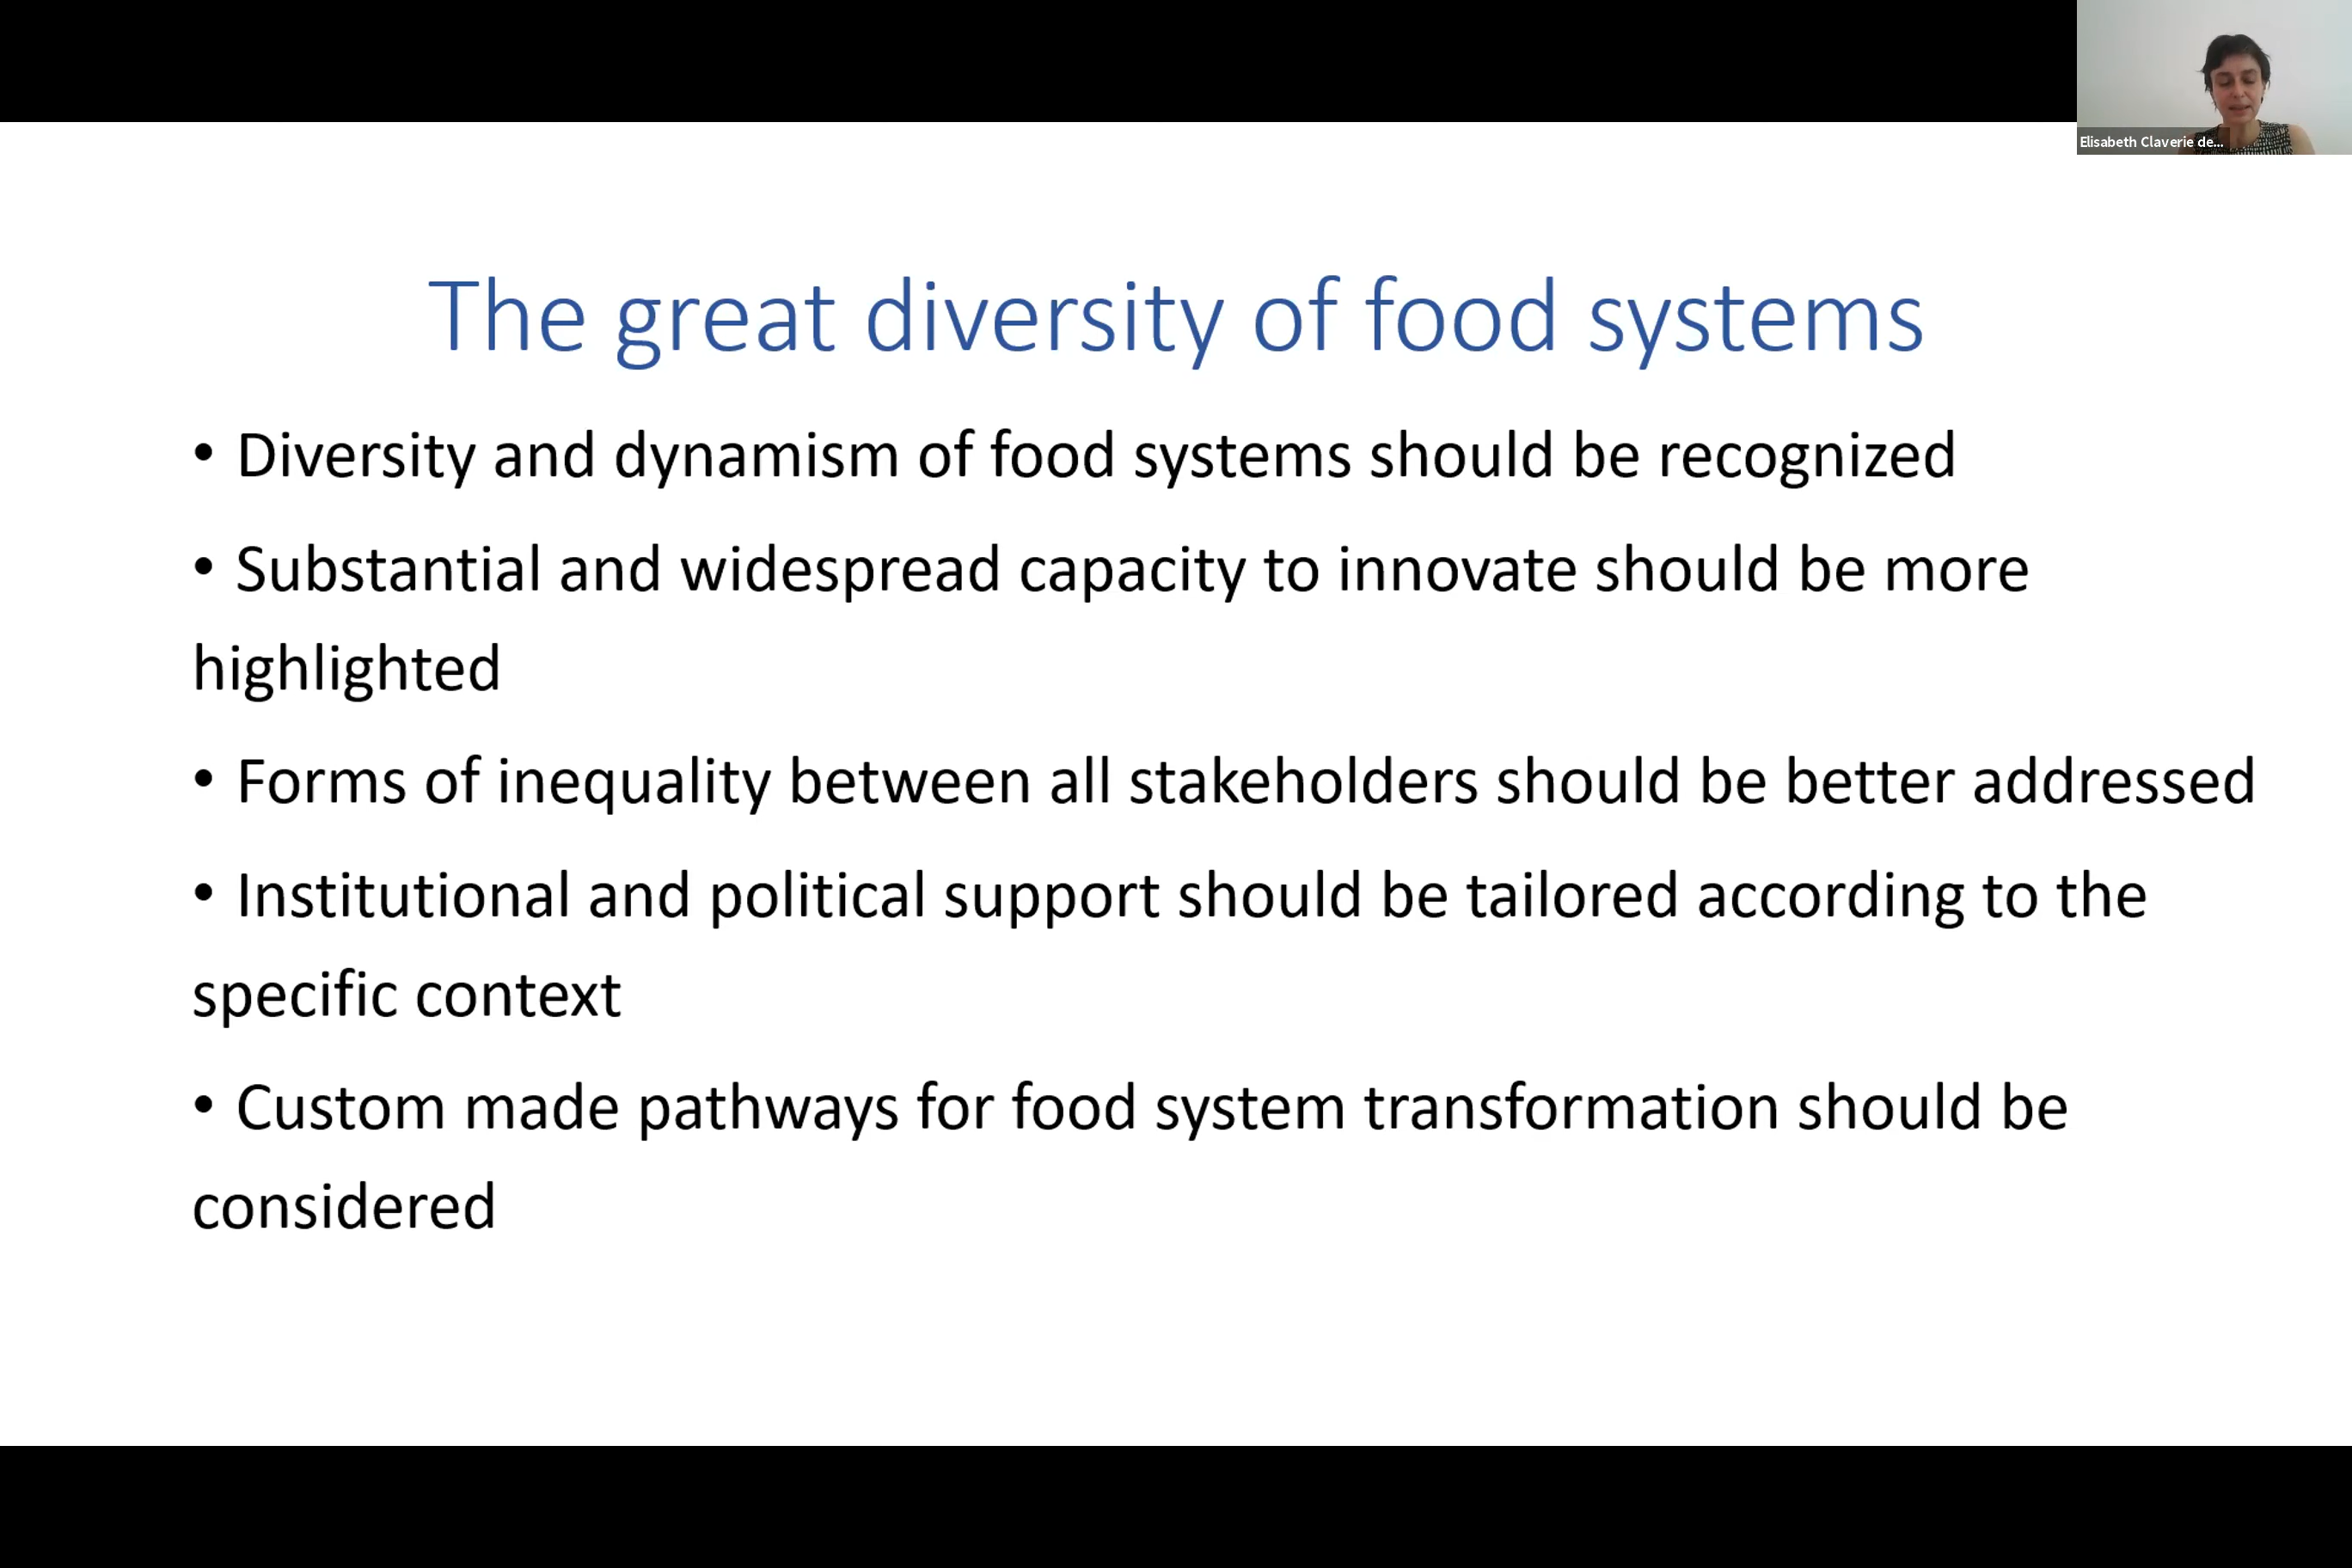 Elisabeth Claverie de...
The great diversity of food systems
• Diversity and dynamism of food systems should be recognized
• Substantial and widespread capacity to innovate should be more
highlighted
• Forms of inequality between all stakeholders should be better addressed
• Institutional and political support should be tailored according to the
specific context
• Custom made pathways for food system transformation should be
considered